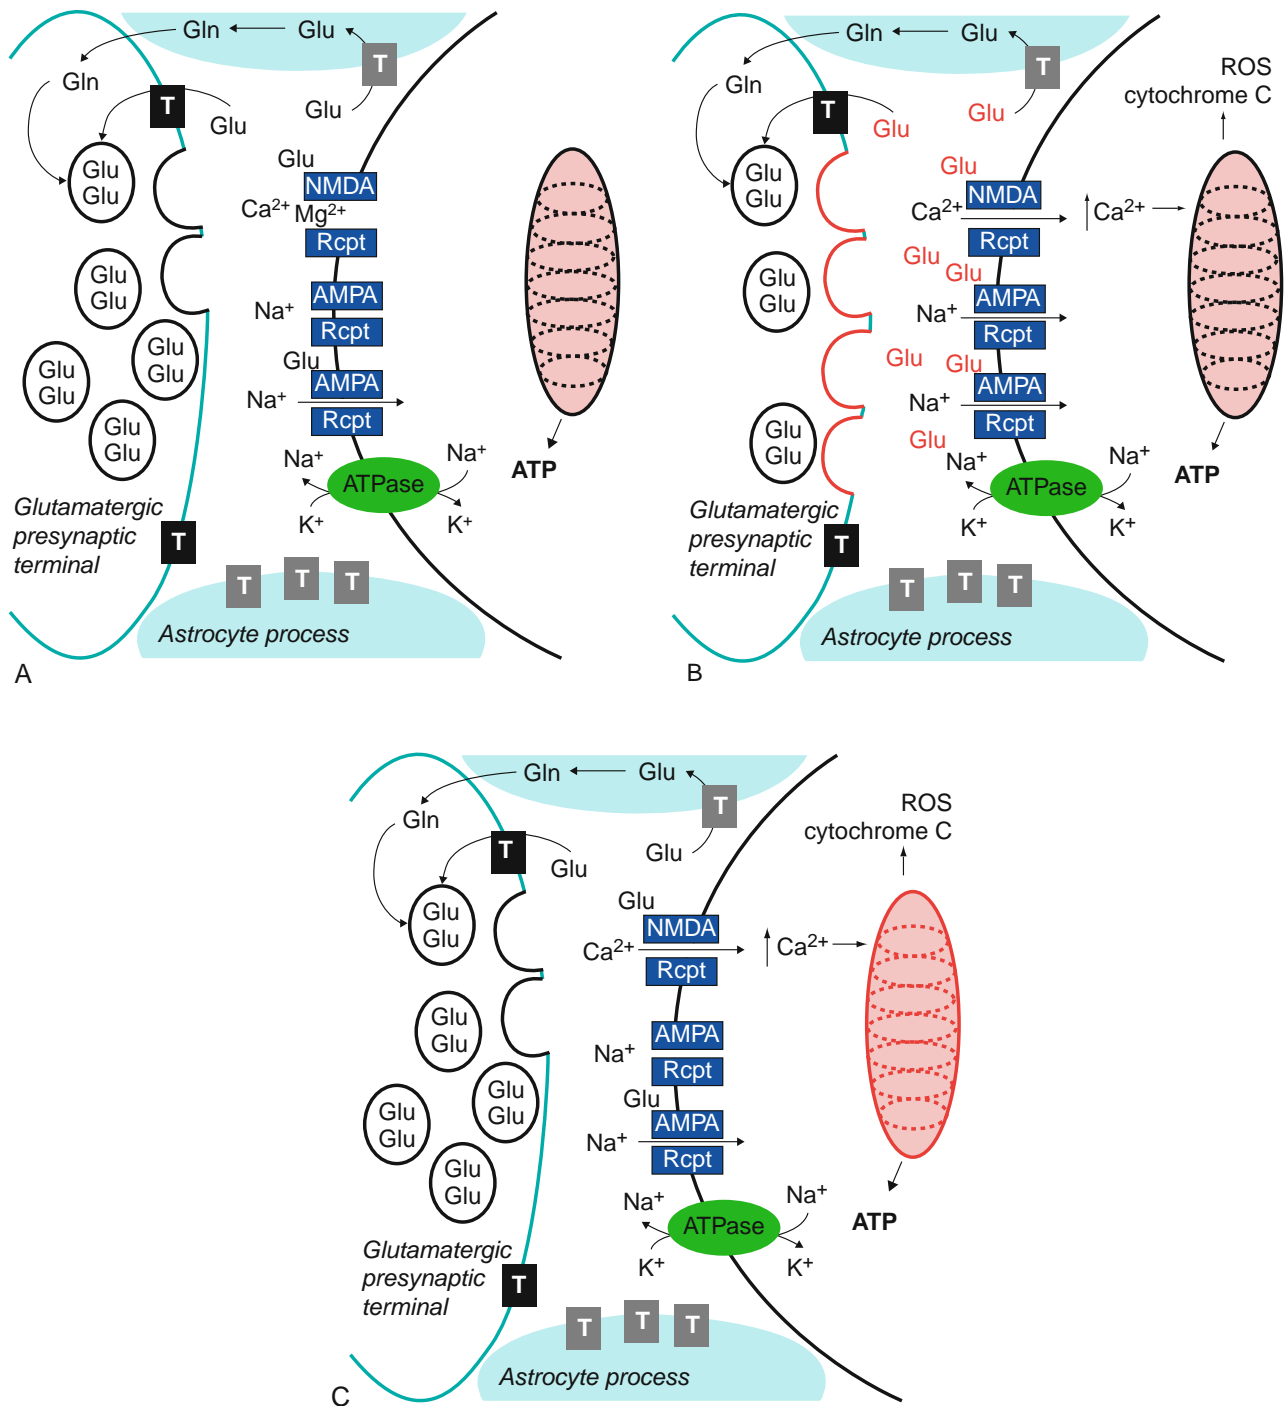 Gln
Glu
T
Gln
T
Glu
Glu
Glu
Glu
Glu
NMDA
Ca²⁺ Mg²⁺
Rcpt
Glu
Glu
AMPA
Na⁺
Rcpt
Glu
Glu
Glu
AMPA
Glu
Glu
Na⁺
Rcpt
Glu
Glu
Na⁺
Na⁺
ATPase
ATP
K⁺
K⁺
Glutamatergic
presynaptic
terminal
T
T
T
T
Astrocyte process
A
Gln
Glu
T
Gln
T
Glu
Glu
ROS
cytochrome C
Glu
Glu
Glu
NMDA
Ca²⁺
Ca²⁺
Rcpt
Glu
Glu
Glu
Glu
AMPA
Na⁺
Rcpt
Glu
Glu
AMPA
Na⁺
Rcpt
Glu
Glu
Glu
Na⁺
Na⁺
ATPase
ATP
K⁺
K⁺
Glutamatergic
presynaptic
terminal
T
T
T
T
Astrocyte process
B
Gln
Glu
T
Gln
T
Glu
Glu
ROS
cytochrome C
Glu
Glu
Glu
NMDA
Ca²⁺
Ca²⁺
Rcpt
Glu
Glu
AMPA
Na⁺
Rcpt
Glu
Glu
Glu
Glu
Glu
AMPA
Na⁺
Rcpt
Glu
Glu
Na⁺
Na⁺
ATPase
ATP
K⁺
K⁺
Glutamatergic
presynaptic
terminal
T
T
T
T
Astrocyte process
C